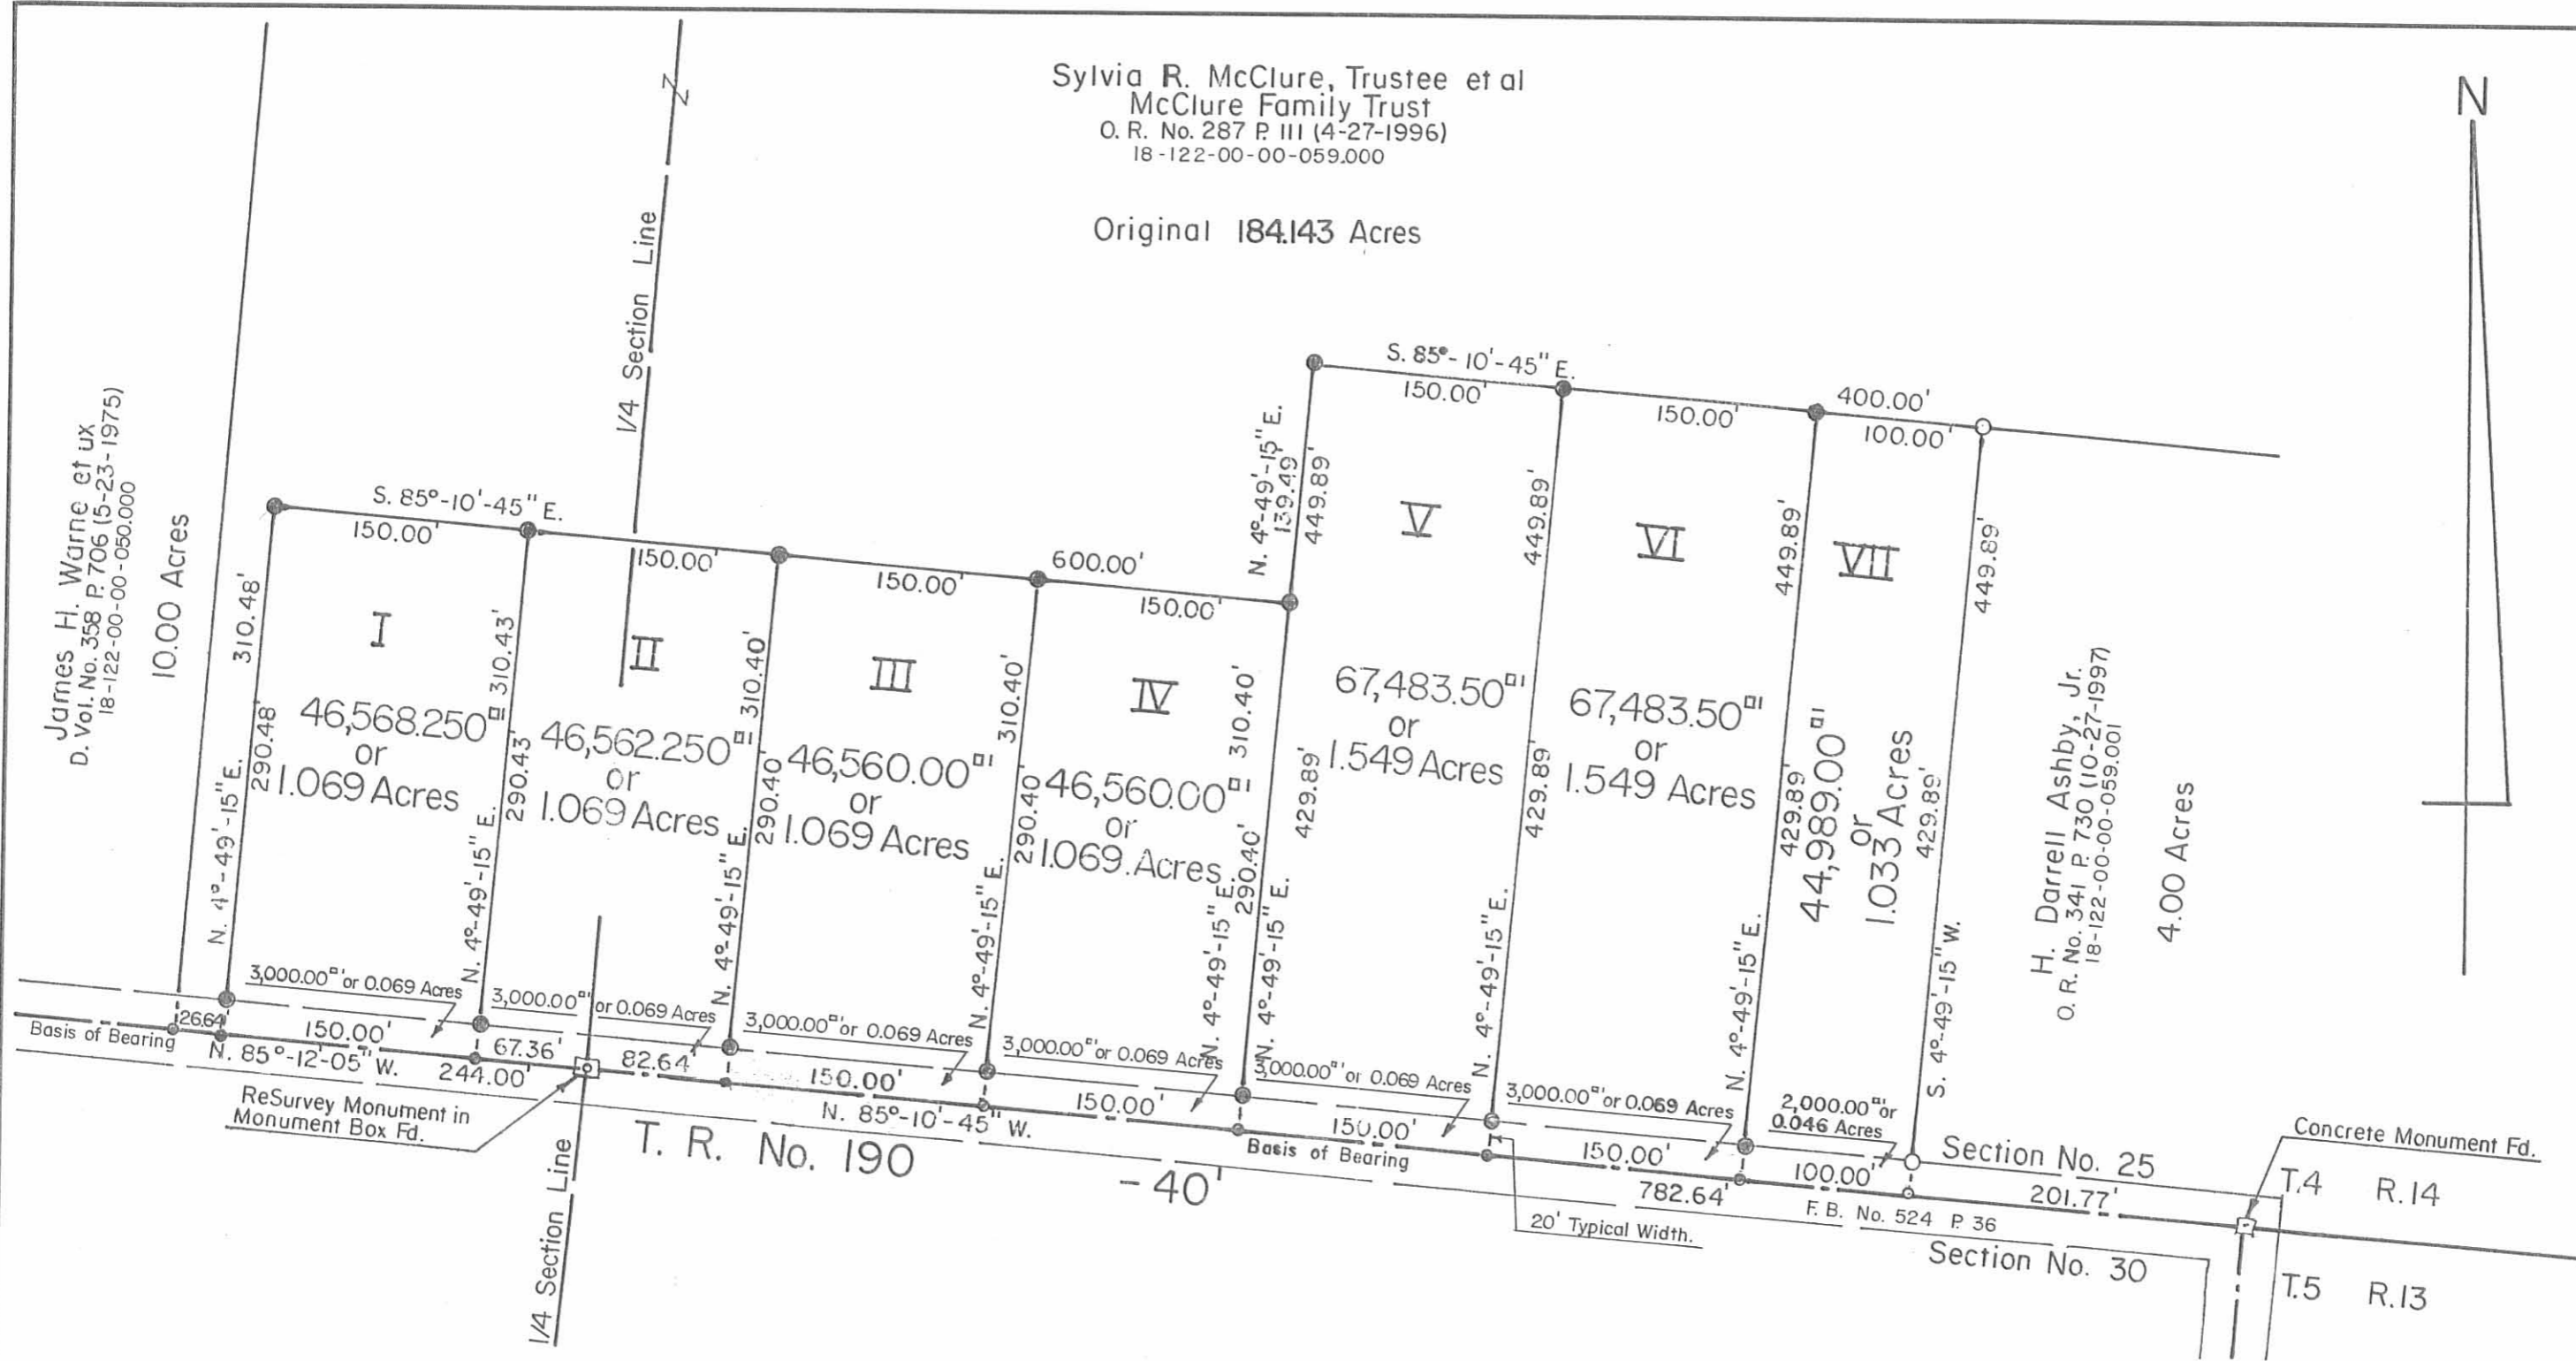 Sylvia R. McClure, Trustee et al
McClure Family Trust
O. R. No. 287 P. 111 (4-27-1996)
18-122-00-00-059.000
Original 184.143 Acres
N
1/4 Section Line
James H. Warne et ux
D. Vol. No. 358 P. 706 (5-23-1975)
18-122-00-00-050.000
10.00 Acres
S. 85°-10'-45" E.
150.00'
150.00'
150.00'
600.00'
150.00'
S. 85°-10'-45" E.
150.00'
150.00'
400.00'
100.00'
N. 4°-49'-15" E.
139.49'
449.89'
449.89'
449.89'
449.89'
310.48'
290.48'
N. 4°-49'-15" E.
I
46,568.250□'
or
1.069 Acres
310.43'
290.43'
N. 4°-49'-15" E.
II
46,562.250□'
or
1.069 Acres
310.40'
290.40'
N. 4°-49'-15" E.
III
46,560.00□'
or
1.069 Acres
310.40'
290.40'
N. 4°-49'-15" E.
IV
46,560.00□'
or
1.069 Acres
310.40'
290.40'
N. 4°-49'-15" E.
429.89'
N. 4°-49'-15" E.
V
67,483.50□'
or
1.549 Acres
429.89'
N. 4°-49'-15" E.
VI
67,483.50□'
or
1.549 Acres
429.89'
N. 4°-49'-15" E.
VII
44,989.00□'
or
1.033 Acres
429.89'
S. 4°-49'-15" W.
H. Darrell Ashby, Jr.
O. R. No. 341 P. 730 (10-27-1997)
18-122-00-00-059.001
4.00 Acres
3,000.00□' or 0.069 Acres
3,000.00□' or 0.069 Acres
3,000.00□' or 0.069 Acres
3,000.00□' or 0.069 Acres
3,000.00□' or 0.069 Acres
3,000.00□' or 0.069 Acres
2,000.00□' or
0.046 Acres
Basis of Bearing
26.64'
150.00'
67.36'
82.64'
150.00'
150.00'
150.00'
150.00'
100.00'
201.77'
N. 85°-12'-05" W.
244.00'
N. 85°-10'-45" W.
Basis of Bearing
782.64'
F. B. No. 524 P. 36
ReSurvey Monument in
Monument Box Fd.
T. R. No. 190
-40'
20' Typical Width.
1/4 Section Line
Section No. 25
Section No. 30
Concrete Monument Fd.
T.4 R.14
T.5 R.13